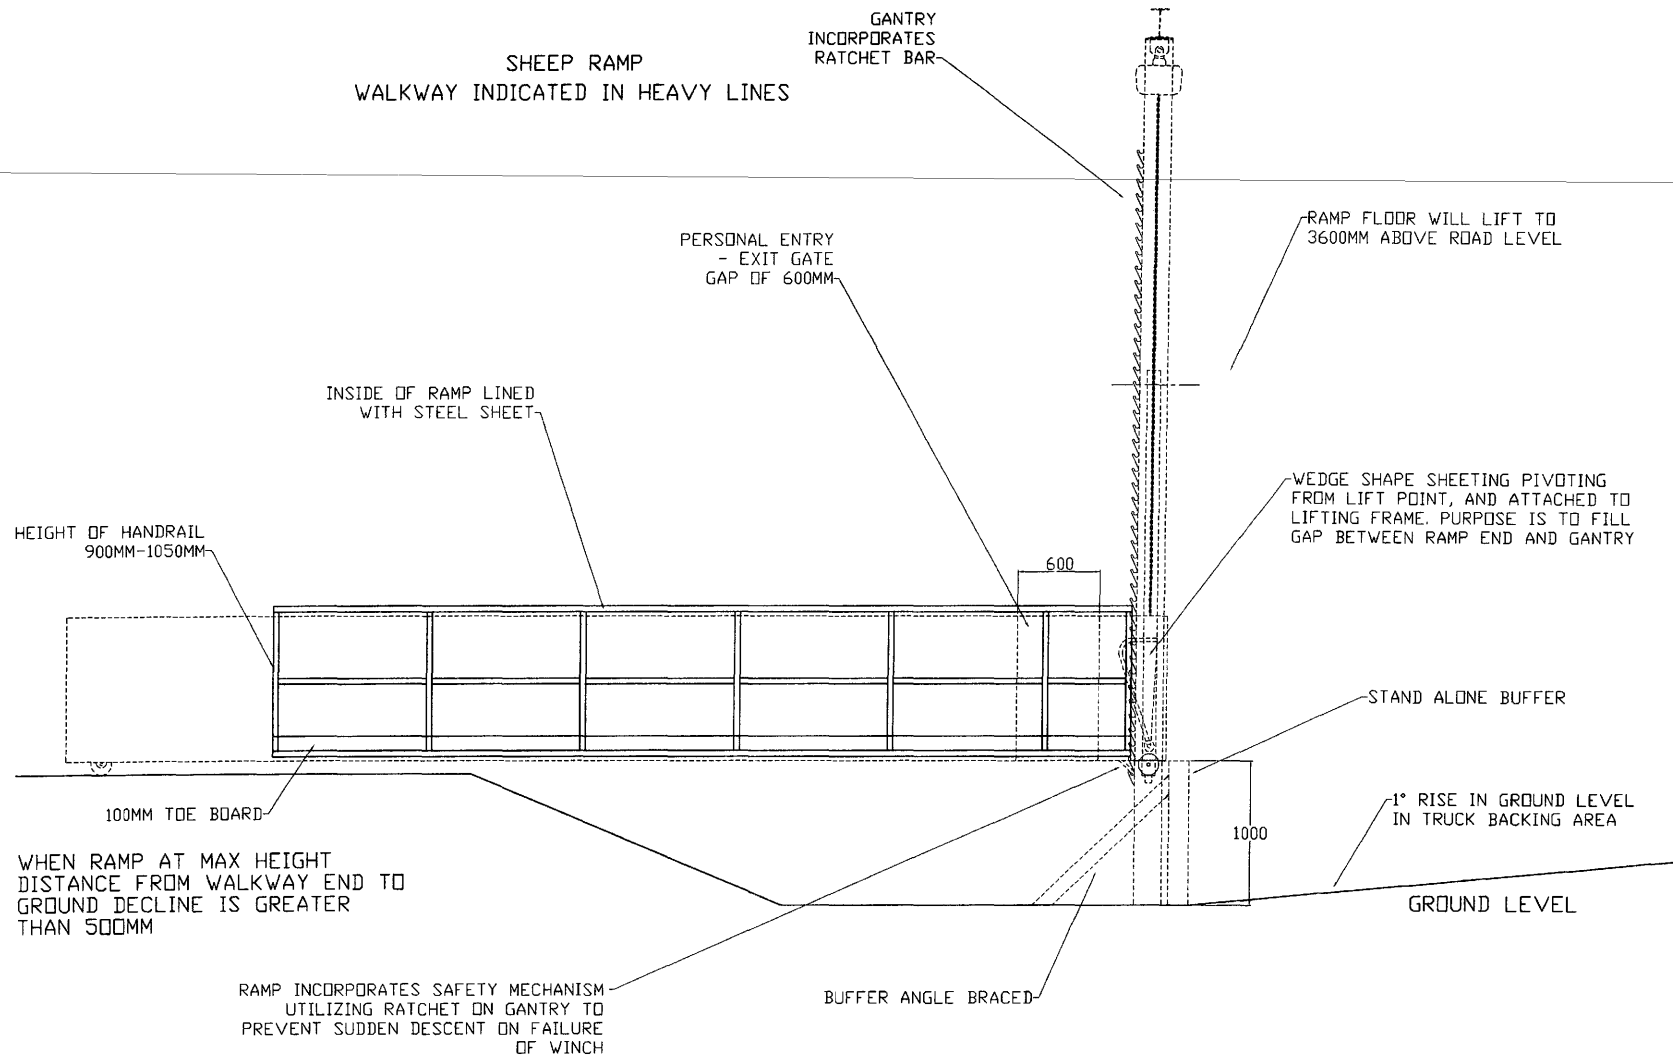 SHEEP RAMP
WALKWAY INDICATED IN HEAVY LINES
GANTRY
INCORPORATES
RATCHET BAR
RAMP FLOOR WILL LIFT TO
3600MM ABOVE ROAD LEVEL
PERSONAL ENTRY
- EXIT GATE
GAP OF 600MM
INSIDE OF RAMP LINED
WITH STEEL SHEET
WEDGE SHAPE SHEETING PIVOTING
FROM LIFT POINT, AND ATTACHED TO
LIFTING FRAME. PURPOSE IS TO FILL
GAP BETWEEN RAMP END AND GANTRY
HEIGHT OF HANDRAIL
900MM-1050MM
600
STAND ALONE BUFFER
100MM TOE BOARD
1° RISE IN GROUND LEVEL
IN TRUCK BACKING AREA
1000
WHEN RAMP AT MAX HEIGHT
DISTANCE FROM WALKWAY END TO
GROUND DECLINE IS GREATER
THAN 500MM
GROUND LEVEL
RAMP INCORPORATES SAFETY MECHANISM
UTILIZING RATCHET ON GANTRY TO
PREVENT SUDDEN DESCENT ON FAILURE
OF WINCH
BUFFER ANGLE BRACED